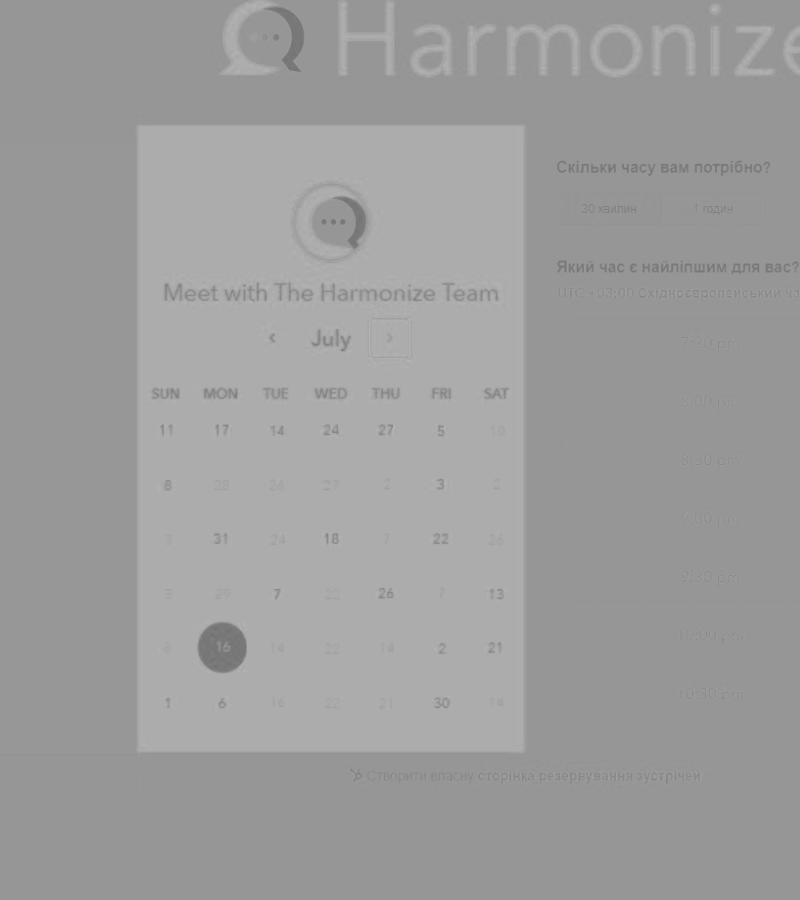 Harmonize
Meet with The Harmonize Team
‹ July ›
SUN MON TUE WED THU FRI SAT
11 17 14 24 27 5 10
8 28 26 27 2 3 2
3 31 24 18 7 22 26
3 29 7 22 26 7 13
16 14 22 14 2 21
1 6 16 22 21 30 14
Скільки часу вам потрібно?
30 хвилин 1 годин
Який час є найліпшим для вас?
UTC +03:00 Східноєвропейський ча
7:30 pm
8:00 pm
8:30 pm
9:00 pm
9:30 pm
10:00 pm
10:30 pm
Створити власну сторінка резервування зустрічей